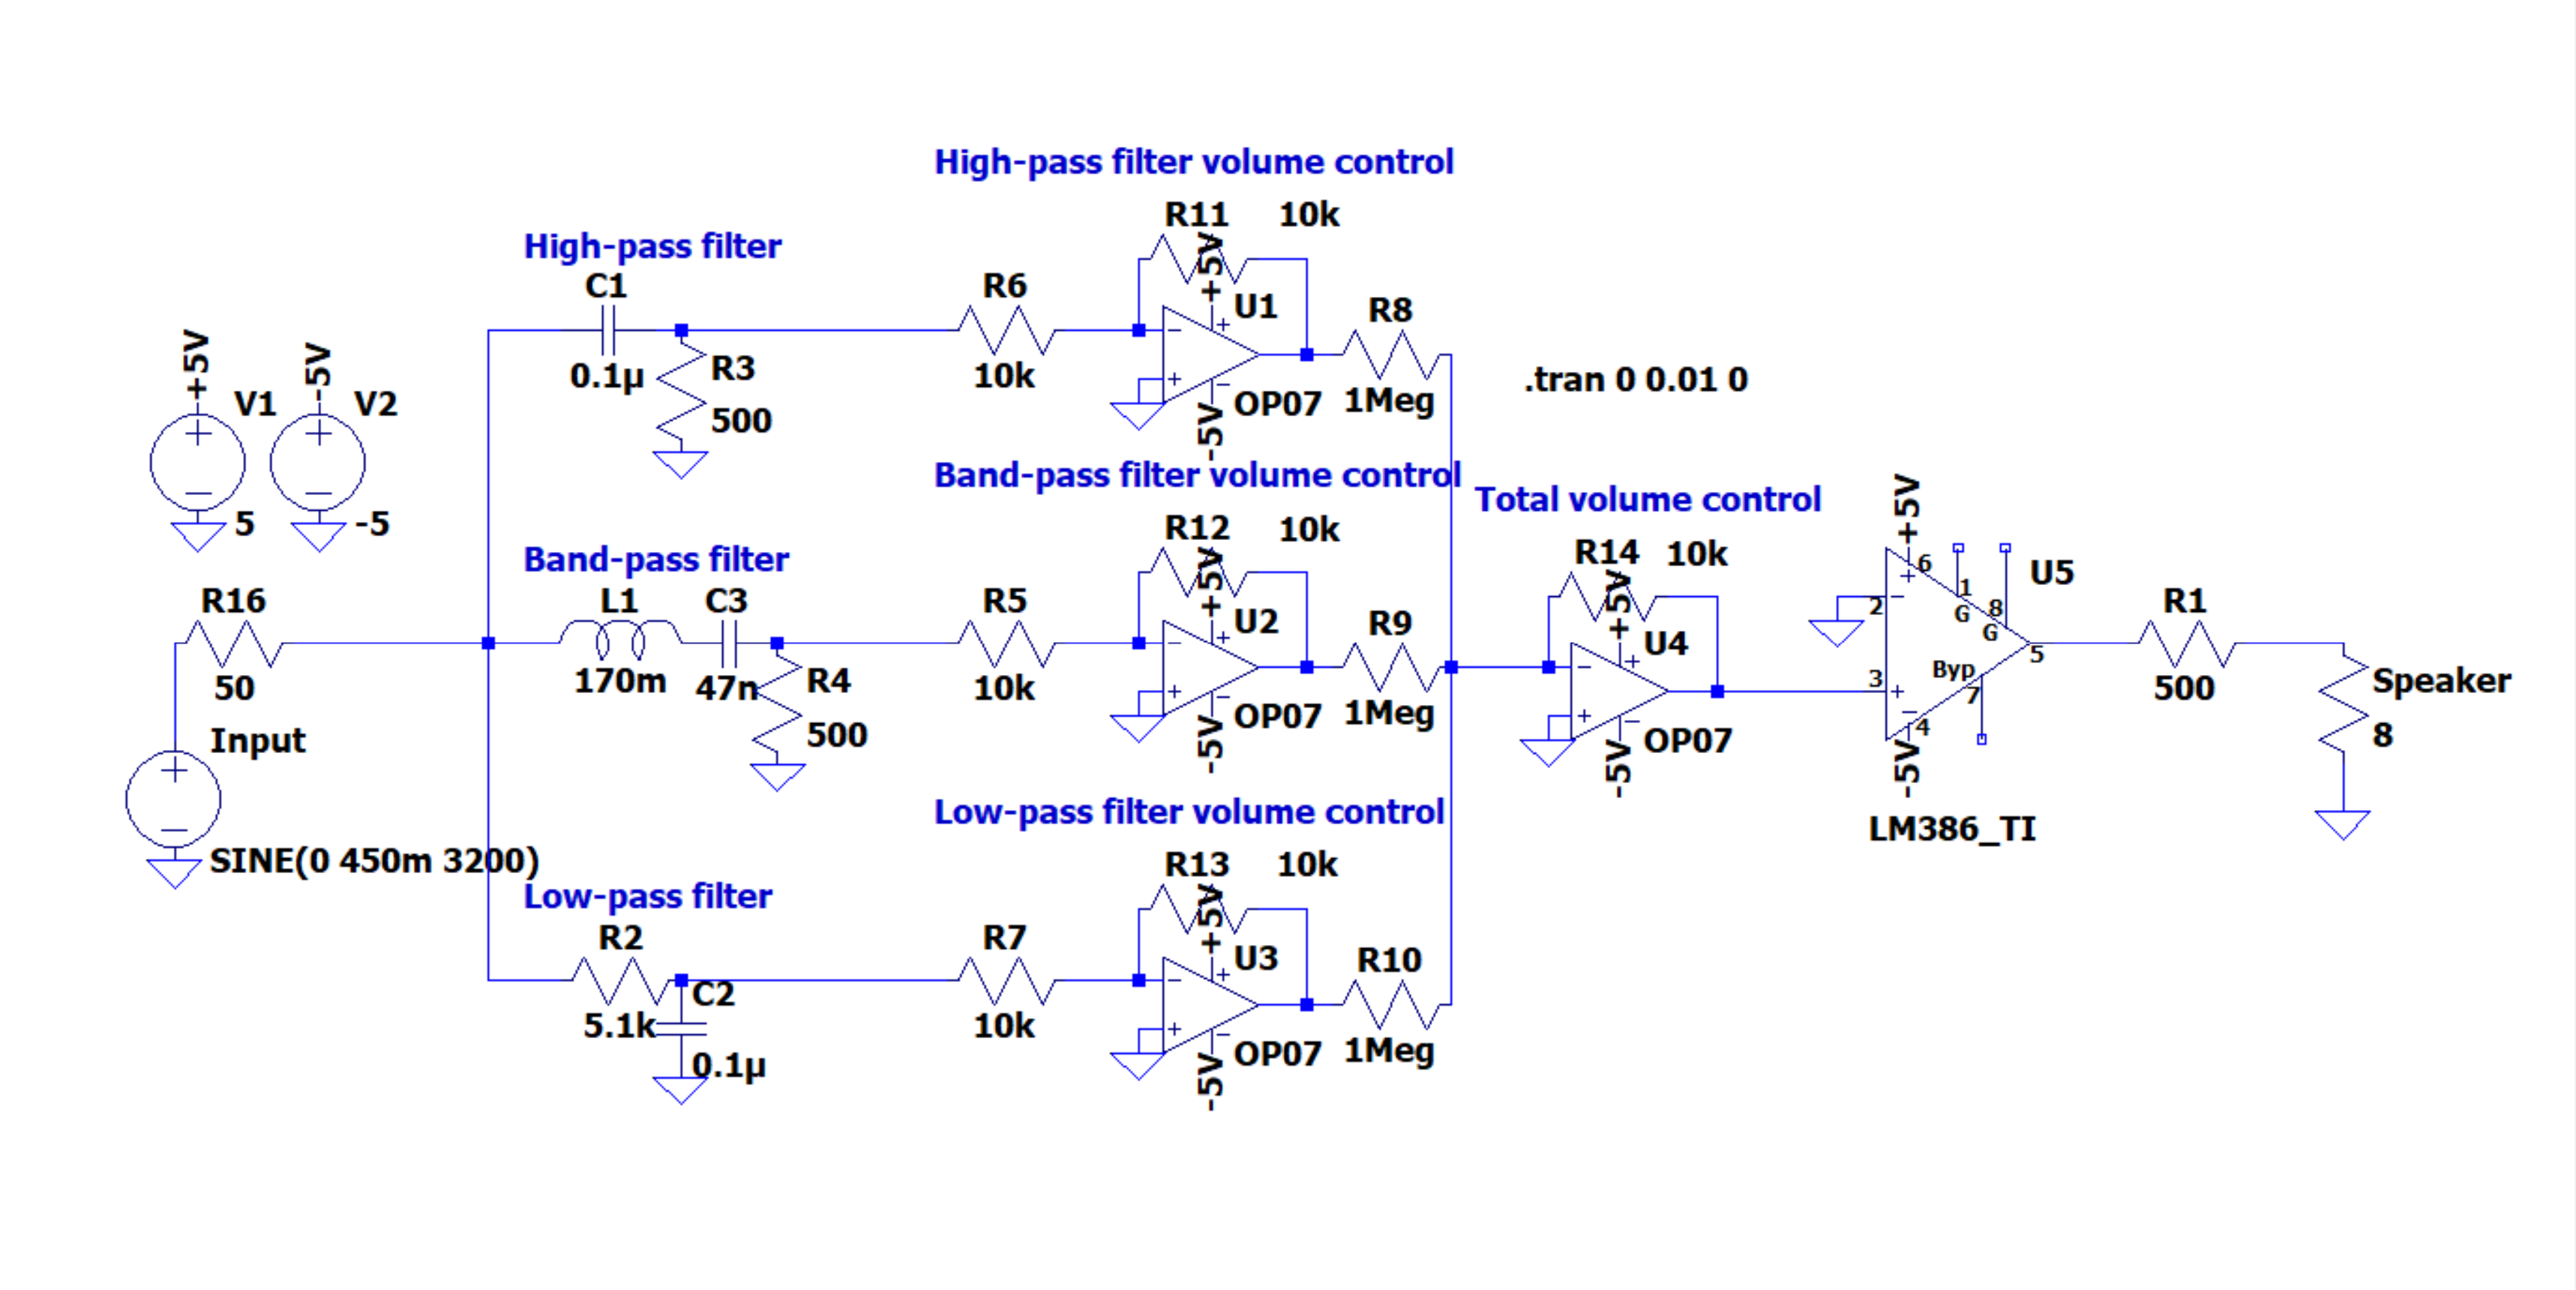 High-pass filter volume control
R11 10k
+5V
High-pass filter
C1
0.1µ
R3
500
R6
10k
U1
OP07
-5V
R8
1Meg
.tran 0 0.01 0
+5V
V1
5
-5V
V2
-5
Band-pass filter volume control
R12 10k
+5V
Band-pass filter
L1
170m
C3
47n
R4
500
R5
10k
U2
OP07
-5V
R9
1Meg
Total volume control
R14 10k
+5V
U4
OP07
-5V
+5V
6
1
G
8
G
U5
2
3
Byp
7
4
5
-5V
LM386_TI
R1
500
Speaker
8
R16
50
Input
SINE(0 450m 3200)
Low-pass filter volume control
R13 10k
+5V
Low-pass filter
R2
5.1k
C2
0.1µ
R7
10k
U3
OP07
-5V
R10
1Meg